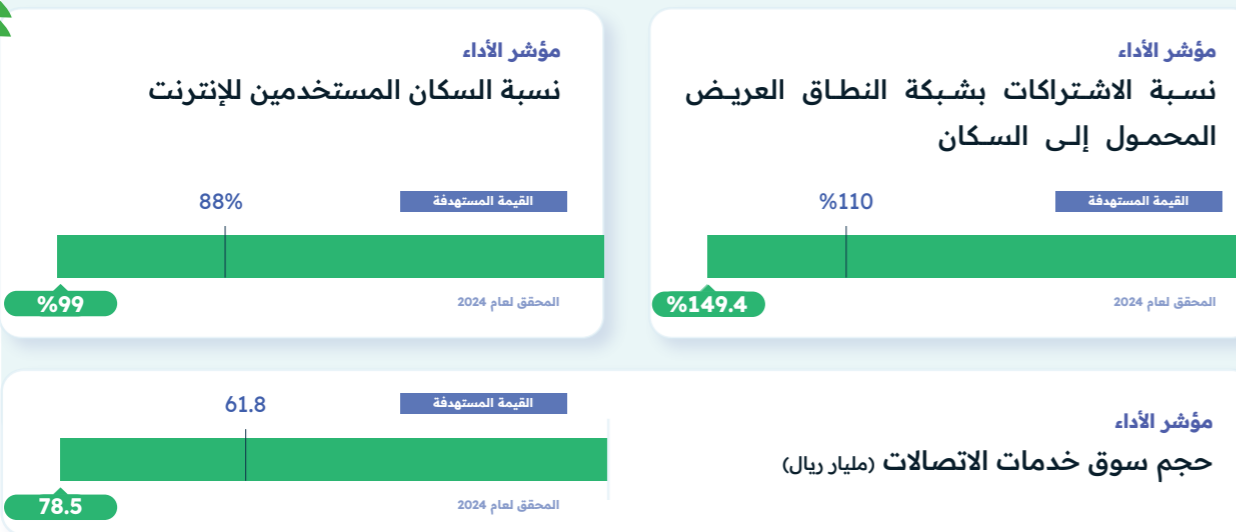 مؤشر الأداء
نسبة الاشتراكات بشبكة النطاق العريض
المحمول إلى السكان
القيمة المستهدفة
%110
المحقق لعام 2024
%149.4
مؤشر الأداء
نسبة السكان المستخدمين للإنترنت
القيمة المستهدفة
88%
المحقق لعام 2024
%99
مؤشر الأداء
حجم سوق خدمات الاتصالات (مليار ريال)
القيمة المستهدفة
61.8
المحقق لعام 2024
78.5